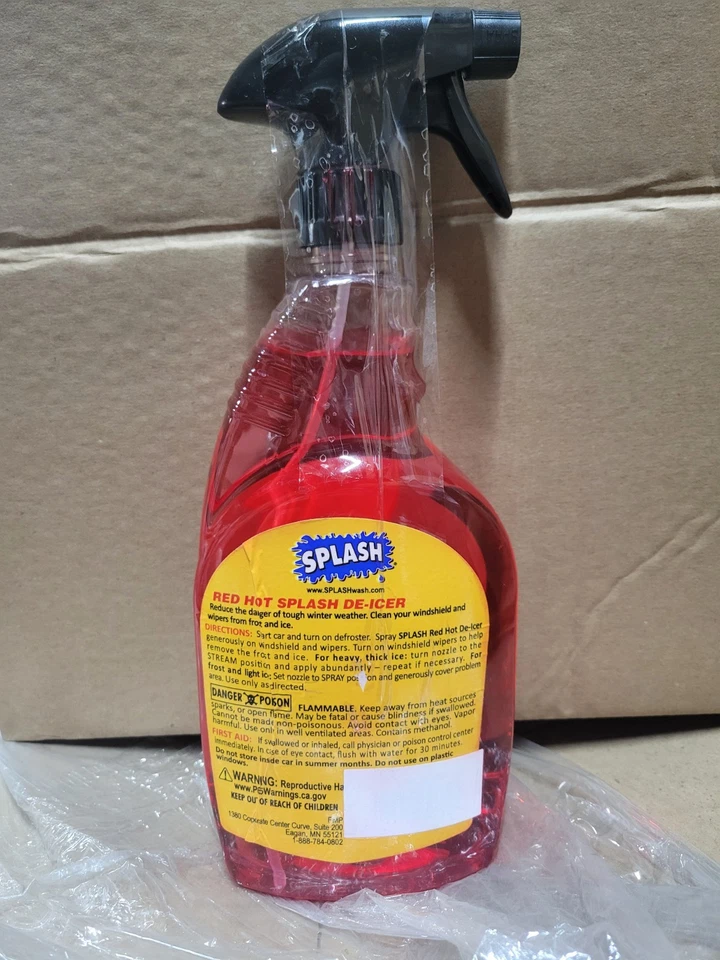 SPLASH
www.SPLASHwash.com
RED HOT SPLASH DE-ICER
Reduce the danger of tough winter weather. Clean your windshield and
wipers from frost and ice.
DIRECTIONS: Start car and turn on defroster. Spray SPLASH Red Hot De-Icer
generously on windshield and wipers. Turn on windshield wipers to help
remove the frost and ice. For heavy, thick ice: turn nozzle to the
STREAM position and apply abundantly – repeat if necessary. For
frost and light ice: Set nozzle to SPRAY position and generously cover problem
area. Use only as directed.
DANGER POISON FLAMMABLE. Keep away from heat sources
sparks, or open flame. May be fatal or cause blindness if swallowed.
Cannot be made non-poisonous. Avoid contact with eyes. Vapor
harmful. Use only in well ventilated areas. Contains methanol.
FIRST AID: If swallowed or inhaled, call physician or poison control center
immediately. In case of eye contact, flush with water for 30 minutes.
Do not store inside car in summer months. Do not use on plastic
windows.
WARNING: Reproductive Ha
www.P65Warnings.ca.gov
KEEP OUT OF REACH OF CHILDREN
FMP
1380 Corporate Center Curve, Suite 200
Eagan, MN 55121
1-888-784-0802